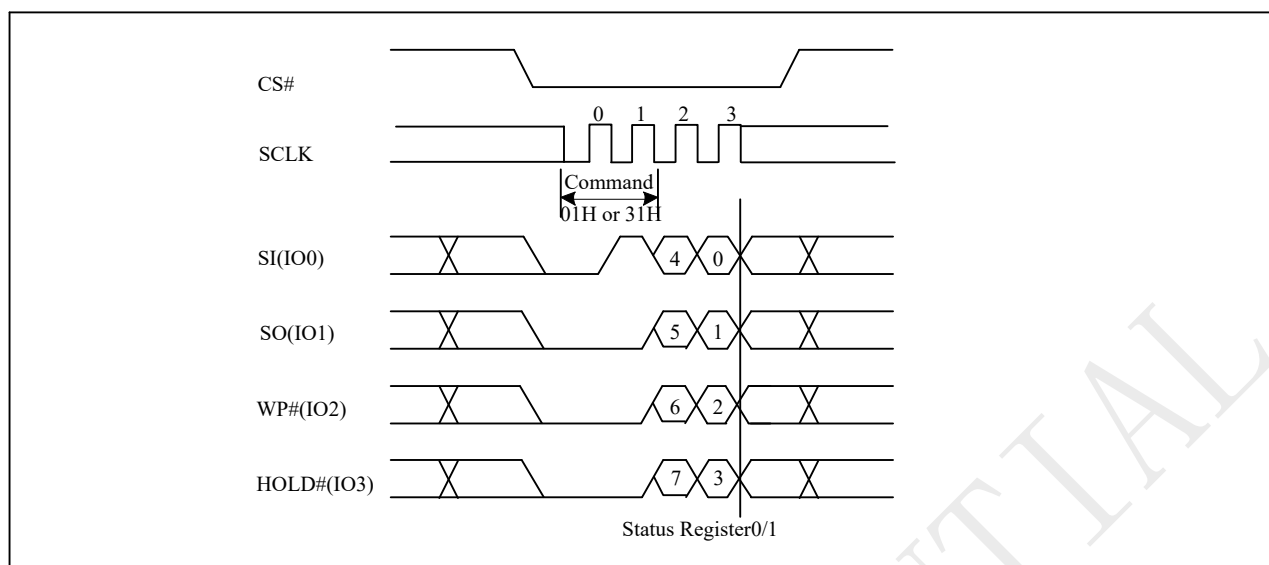 CS#
0 1 2 3
SCLK
Command
01H or 31H
SI(IO0) 4 0
SO(IO1) 5 1
WP#(IO2) 6 2
HOLD#(IO3) 7 3
Status Register0/1